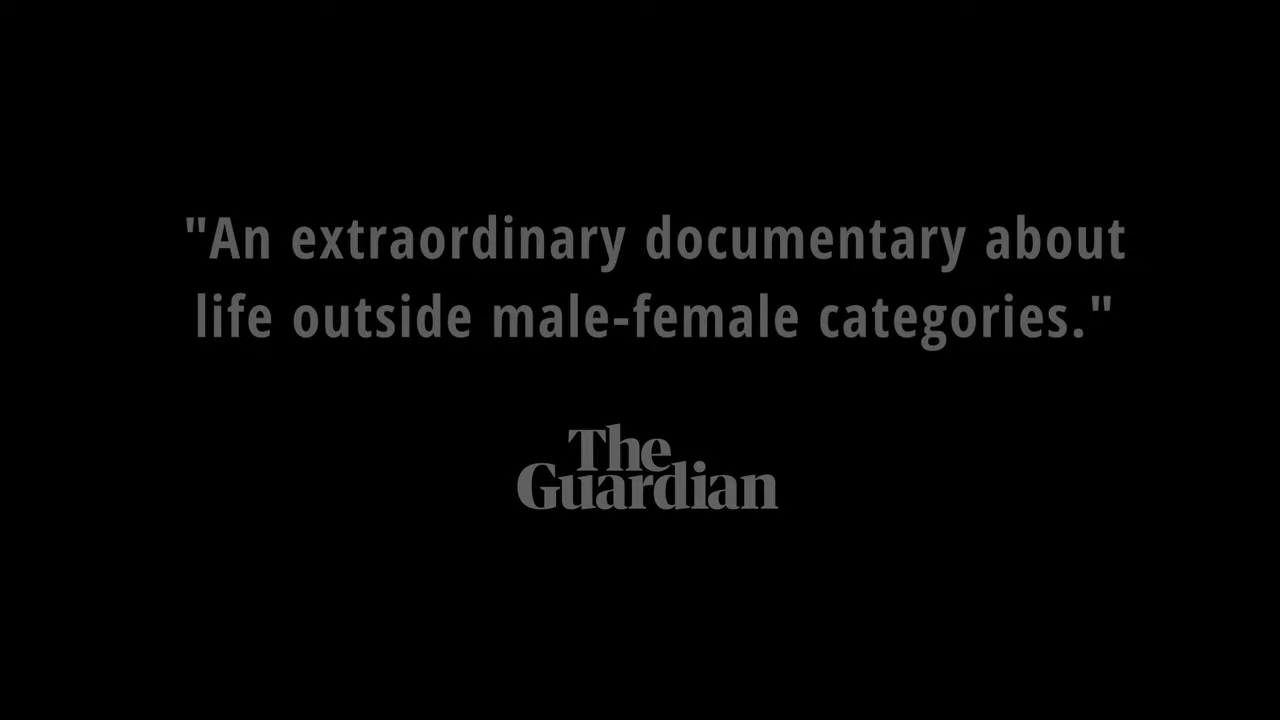 "An extraordinary documentary about
life outside male-female categories."
The
Guardian